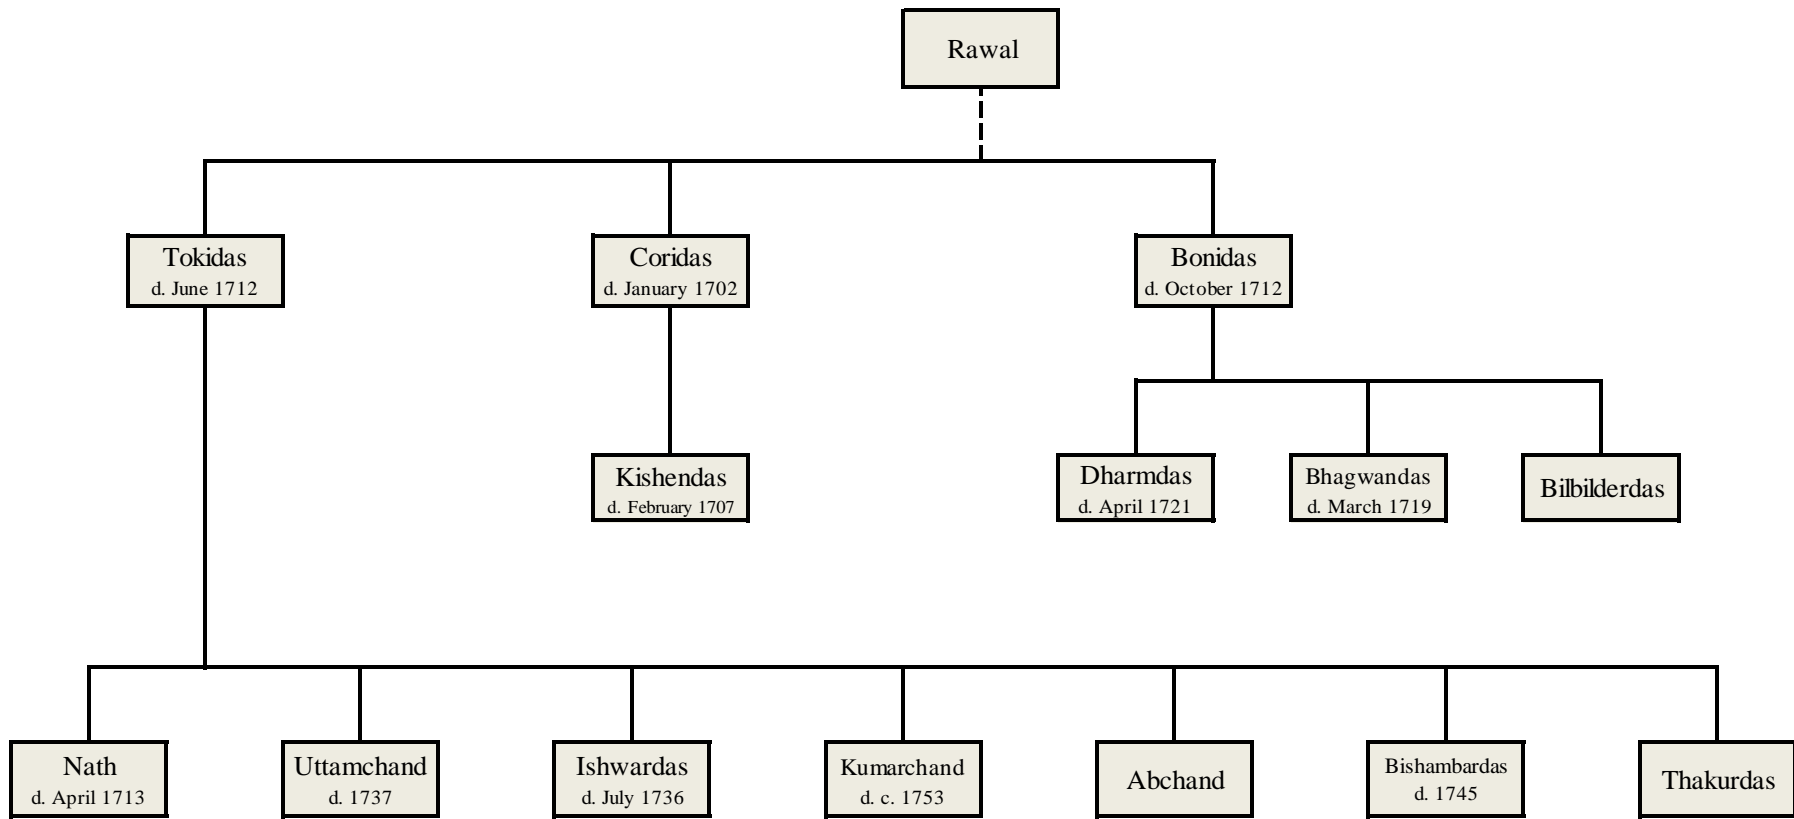 Rawal
Tokidas
d. June 1712
Coridas
d. January 1702
Bonidas
d. October 1712
Kishendas
d. February 1707
Dharmdas
d. April 1721
Bhagwandas
d. March 1719
Bilbilderdas
Nath
d. April 1713
Uttamchand
d. 1737
Ishwardas
d. July 1736
Kumarchand
d. c. 1753
Abchand
Bishambardas
d. 1745
Thakurdas